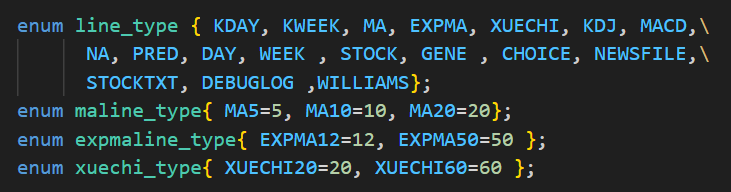 enum line_type { KDAY, KWEEK, MA, EXPMA, XUECHI, KDJ, MACD,\
NA, PRED, DAY, WEEK , STOCK, GENE , CHOICE, NEWSFILE,\
STOCKTXT, DEBUGLOG ,WILLIAMS};
enum maline_type{ MA5=5, MA10=10, MA20=20};
enum expmaline_type{ EXPMA12=12, EXPMA50=50 };
enum xuechi_type{ XUECHI20=20, XUECHI60=60 };